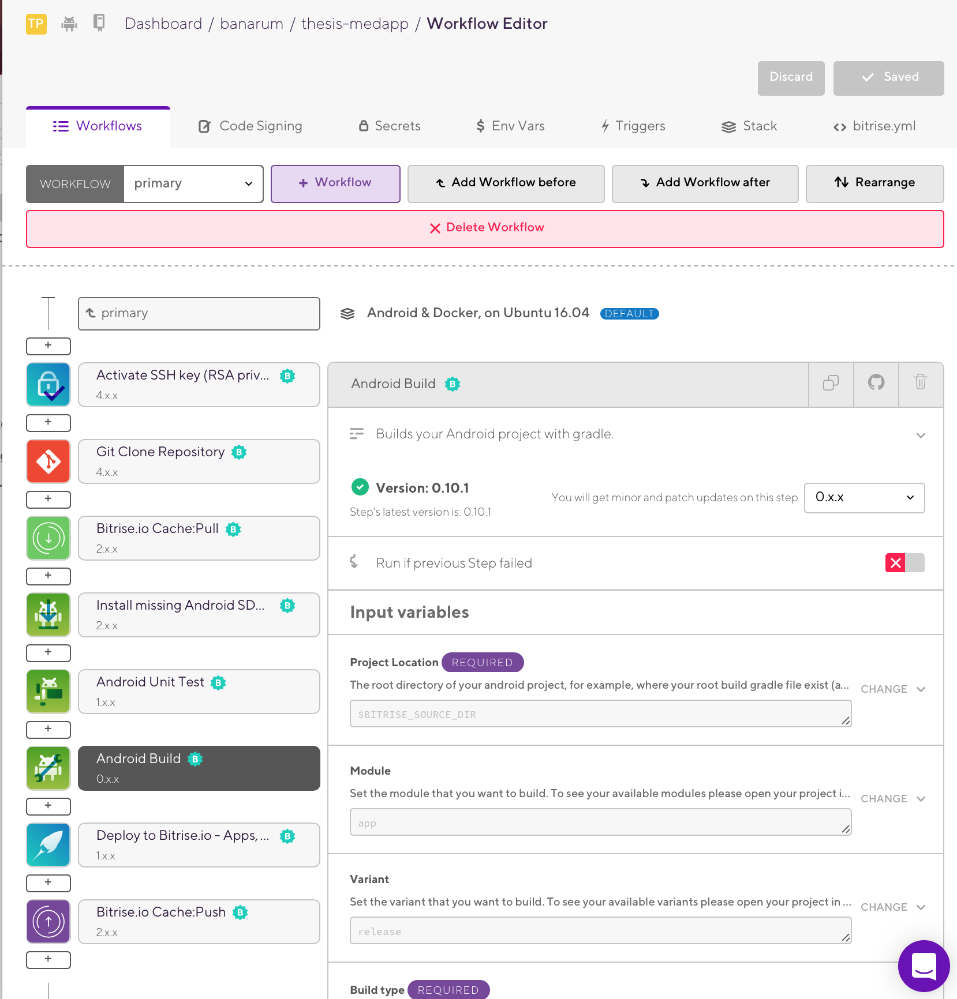 TP Dashboard / banarum / thesis-medapp / Workflow Editor
Discard Saved
Workflows Code Signing Secrets Env Vars Triggers Stack bitrise.yml
WORKFLOW primary + Workflow Add Workflow before Add Workflow after Rearrange
Delete Workflow
primary Android & Docker, on Ubuntu 16.04 DEFAULT
+
Activate SSH key (RSA priv... B
4.x.x
+
Git Clone Repository B
4.x.x
+
Bitrise.io Cache:Pull B
2.x.x
+
Install missing Android SD... B
2.x.x
+
Android Unit Test B
1.x.x
+
Android Build B
0.x.x
+
Deploy to Bitrise.io - Apps, ... B
1.x.x
+
Bitrise.io Cache:Push B
2.x.x
+
Android Build B
Builds your Android project with gradle.
Version: 0.10.1
Step's latest version is: 0.10.1
You will get minor and patch updates on this step 0.x.x
Run if previous Step failed
Input variables
Project Location REQUIRED
The root directory of your android project, for example, where your root build gradle file exist (a... CHANGE
$BITRISE_SOURCE_DIR
Module
Set the module that you want to build. To see your available modules please open your project i... CHANGE
app
Variant
Set the variant that you want to build. To see your available variants please open your project in ... CHANGE
release
Build type REQUIRED